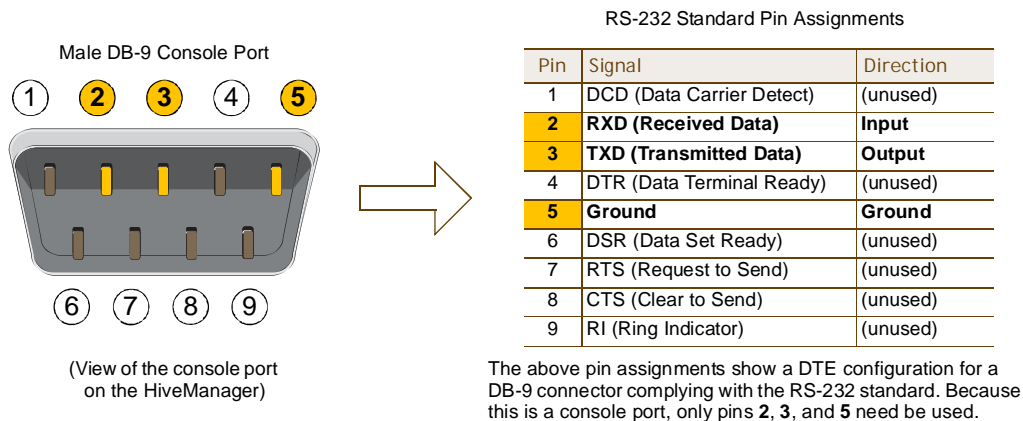 Male DB-9 Console Port
1 2 3 4 5
6 7 8 9
(View of the console port
on the HiveManager)
RS-232 Standard Pin Assignments
Pin Signal Direction
1 DCD (Data Carrier Detect) (unused)
2 RXD (Received Data) Input
3 TXD (Transmitted Data) Output
4 DTR (Data Terminal Ready) (unused)
5 Ground Ground
6 DSR (Data Set Ready) (unused)
7 RTS (Request to Send) (unused)
8 CTS (Clear to Send) (unused)
9 RI (Ring Indicator) (unused)
The above pin assignments show a DTE configuration for a
DB-9 connector complying with the RS-232 standard. Because
this is a console port, only pins 2, 3, and 5 need be used.